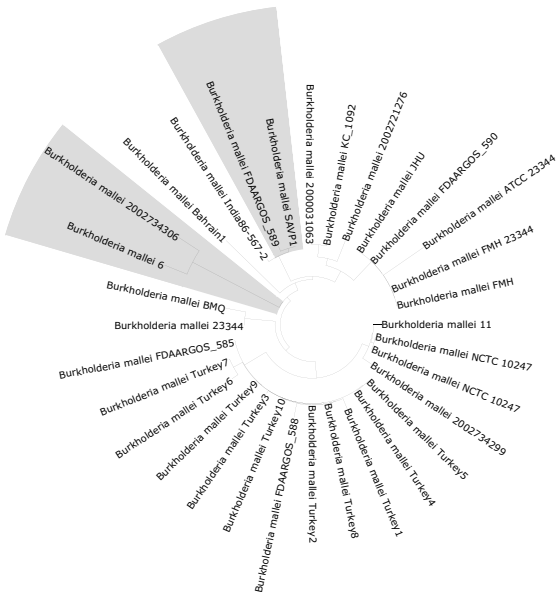 Burkholderia mallei 2000031063
Burkholderia mallei KC_1092
Burkholderia mallei 2002721276
Burkholderia mallei JHU
Burkholderia mallei FDAARGOS_590
Burkholderia mallei ATCC 23344
Burkholderia mallei FMH 23344
Burkholderia mallei FMH
Burkholderia mallei 11
Burkholderia mallei NCTC 10247
Burkholderia mallei NCTC 10247
Burkholderia mallei 2002734299
Burkholderia mallei Turkey5
Burkholderia mallei Turkey4
Burkholderia mallei Turkey1
Burkholderia mallei Turkey8
Burkholderia mallei Turkey2
Burkholderia mallei FDAARGOS_588
Burkholderia mallei Turkey10
Burkholderia mallei Turkey3
Burkholderia mallei Turkey9
Burkholderia mallei Turkey6
Burkholderia mallei Turkey7
Burkholderia mallei FDAARGOS_585
Burkholderia mallei 23344
Burkholderia mallei BMQ
Burkholderia mallei 6
Burkholderia mallei 2002734306
Burkholderia mallei Bahrain1
Burkholderia mallei India86-567-2
Burkholderia mallei FDAARGOS_589
Burkholderia mallei SAVP1